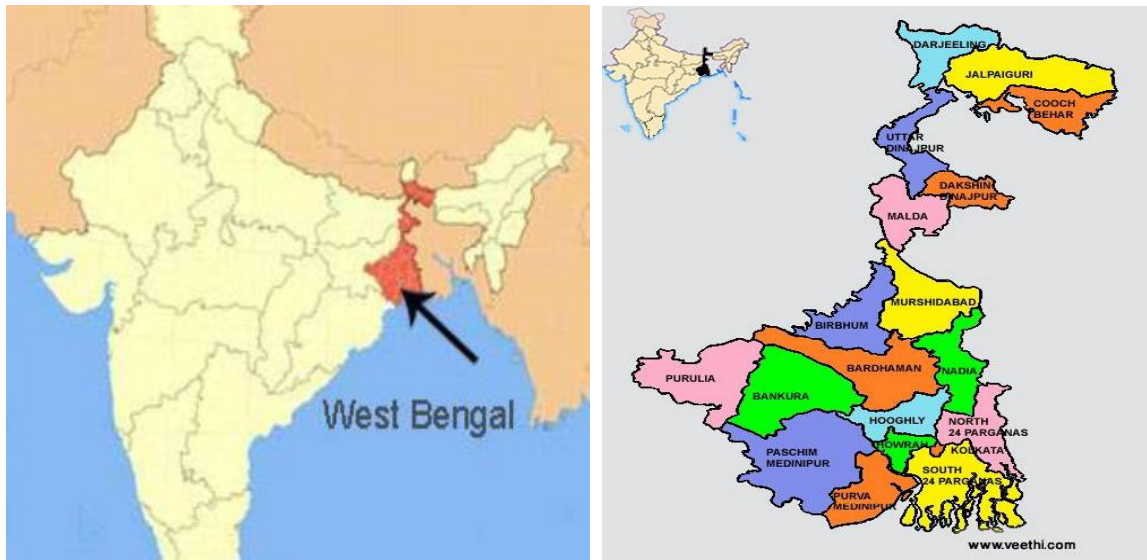 West Bengal
DARJEELING
JALPAIGURI
COOCH
BEHAR
UTTAR
DINAJPUR
DAKSHIN
DINAJPUR
MALDA
MURSHIDABAD
BIRBHUM
BARDHAMAN
NADIA
PURULIA
BANKURA
HOOGHLY
NORTH
24 PARGANAS
HOWRAH
KOLKATA
PASCHIM
MEDINIPUR
SOUTH
24 PARGANAS
PURVA
MEDINIPUR
www.veethi.com